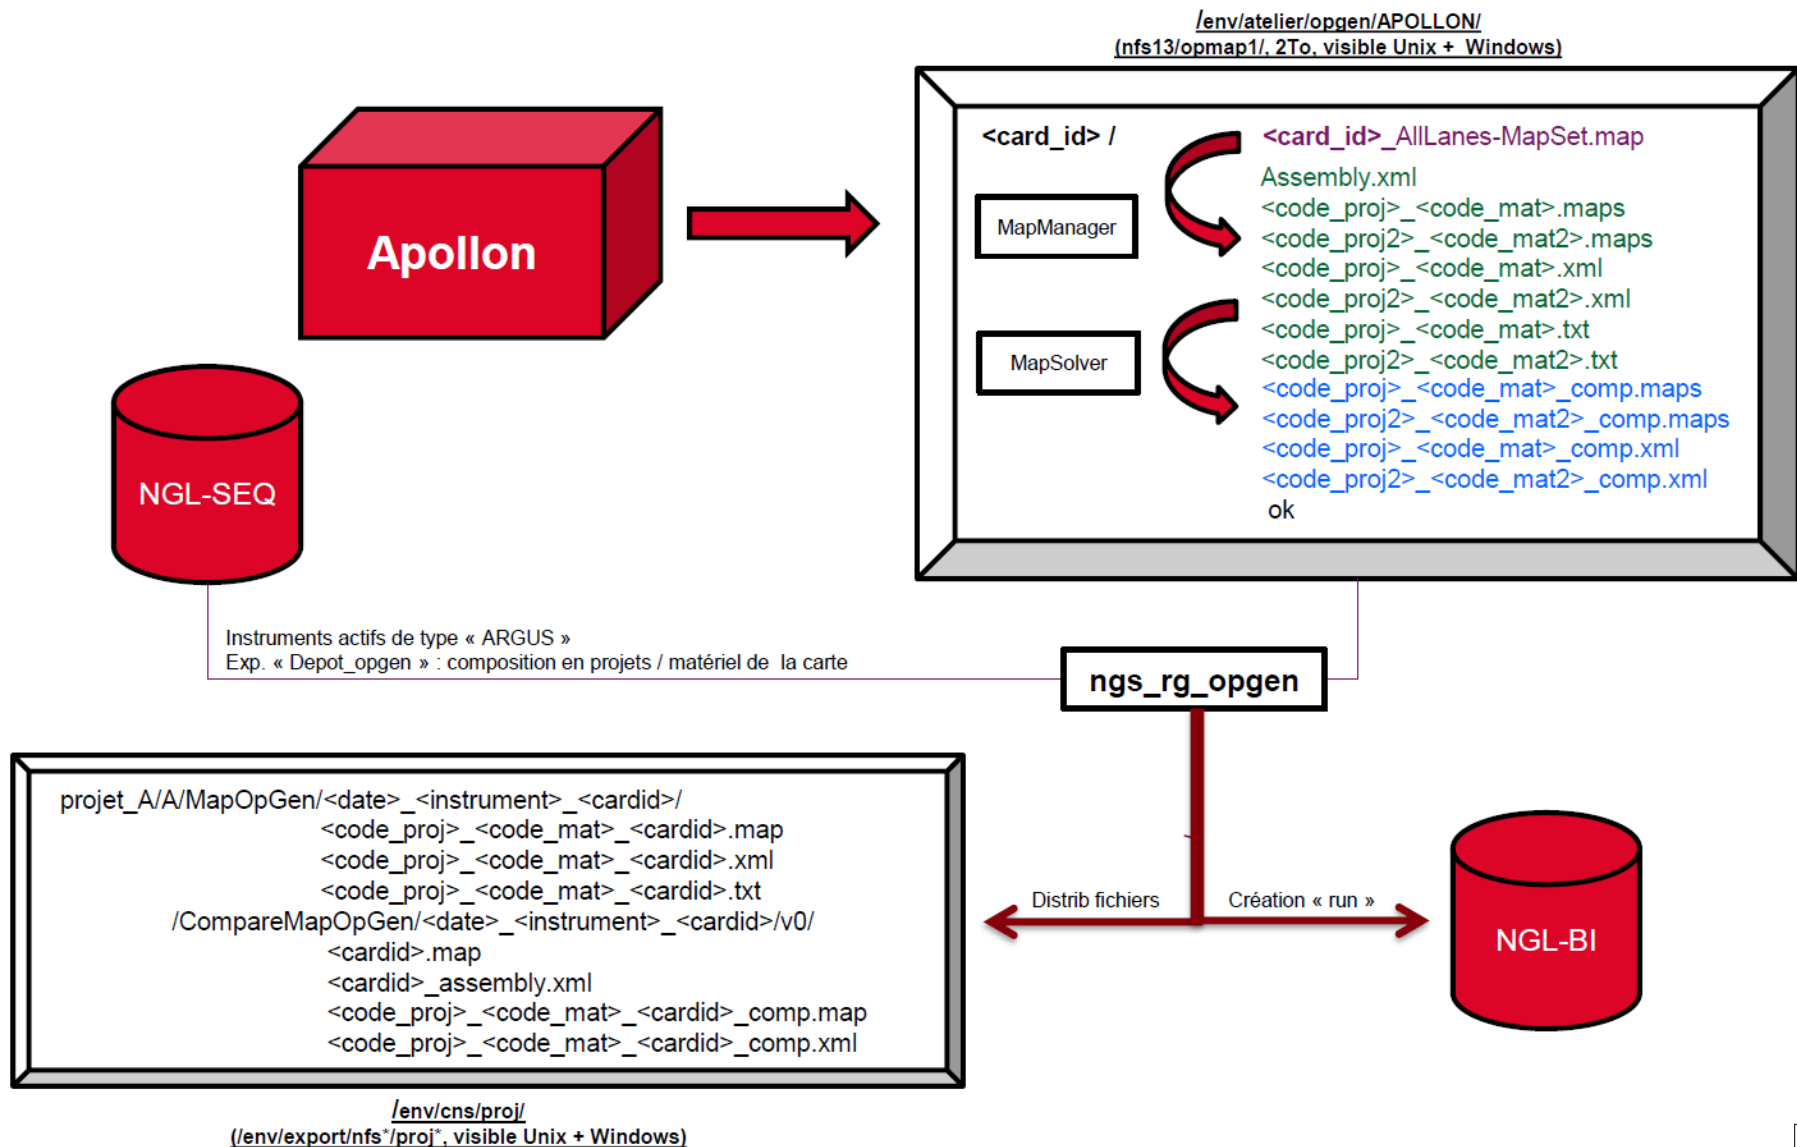 /env/atelier/opgen/APOLLON/
(nfs13/opmap1/, 2To, visible Unix + Windows)
Apollon
<card_id> /
<card_id>_AllLanes-MapSet.map
Assembly.xml
<code_proj>_<code_mat>.maps
MapManager
<code_proj2>_<code_mat2>.maps
<code_proj>_<code_mat>.xml
<code_proj2>_<code_mat2>.xml
<code_proj>_<code_mat>.txt
MapSolver
<code_proj2>_<code_mat2>.txt
<code_proj>_<code_mat>_comp.maps
<code_proj2>_<code_mat2>_comp.maps
<code_proj>_<code_mat>_comp.xml
<code_proj2>_<code_mat2>_comp.xml
ok
NGL-SEQ
Instruments actifs de type « ARGUS »
Exp. « Depot_opgen » : composition en projets / matériel de la carte
ngs_rg_opgen
projet_A/A/MapOpGen/<date>_<instrument>_<cardid>/
<code_proj>_<code_mat>_<cardid>.map
<code_proj>_<code_mat>_<cardid>.xml
<code_proj>_<code_mat>_<cardid>.txt
/CompareMapOpGen/<date>_<instrument>_<cardid>/v0/
<cardid>.map
<cardid>_assembly.xml
<code_proj>_<code_mat>_<cardid>_comp.map
<code_proj>_<code_mat>_<cardid>_comp.xml
Distrib fichiers
Création « run »
NGL-BI
/env/cns/proj/
(/env/export/nfs*/proj*, visible Unix + Windows)